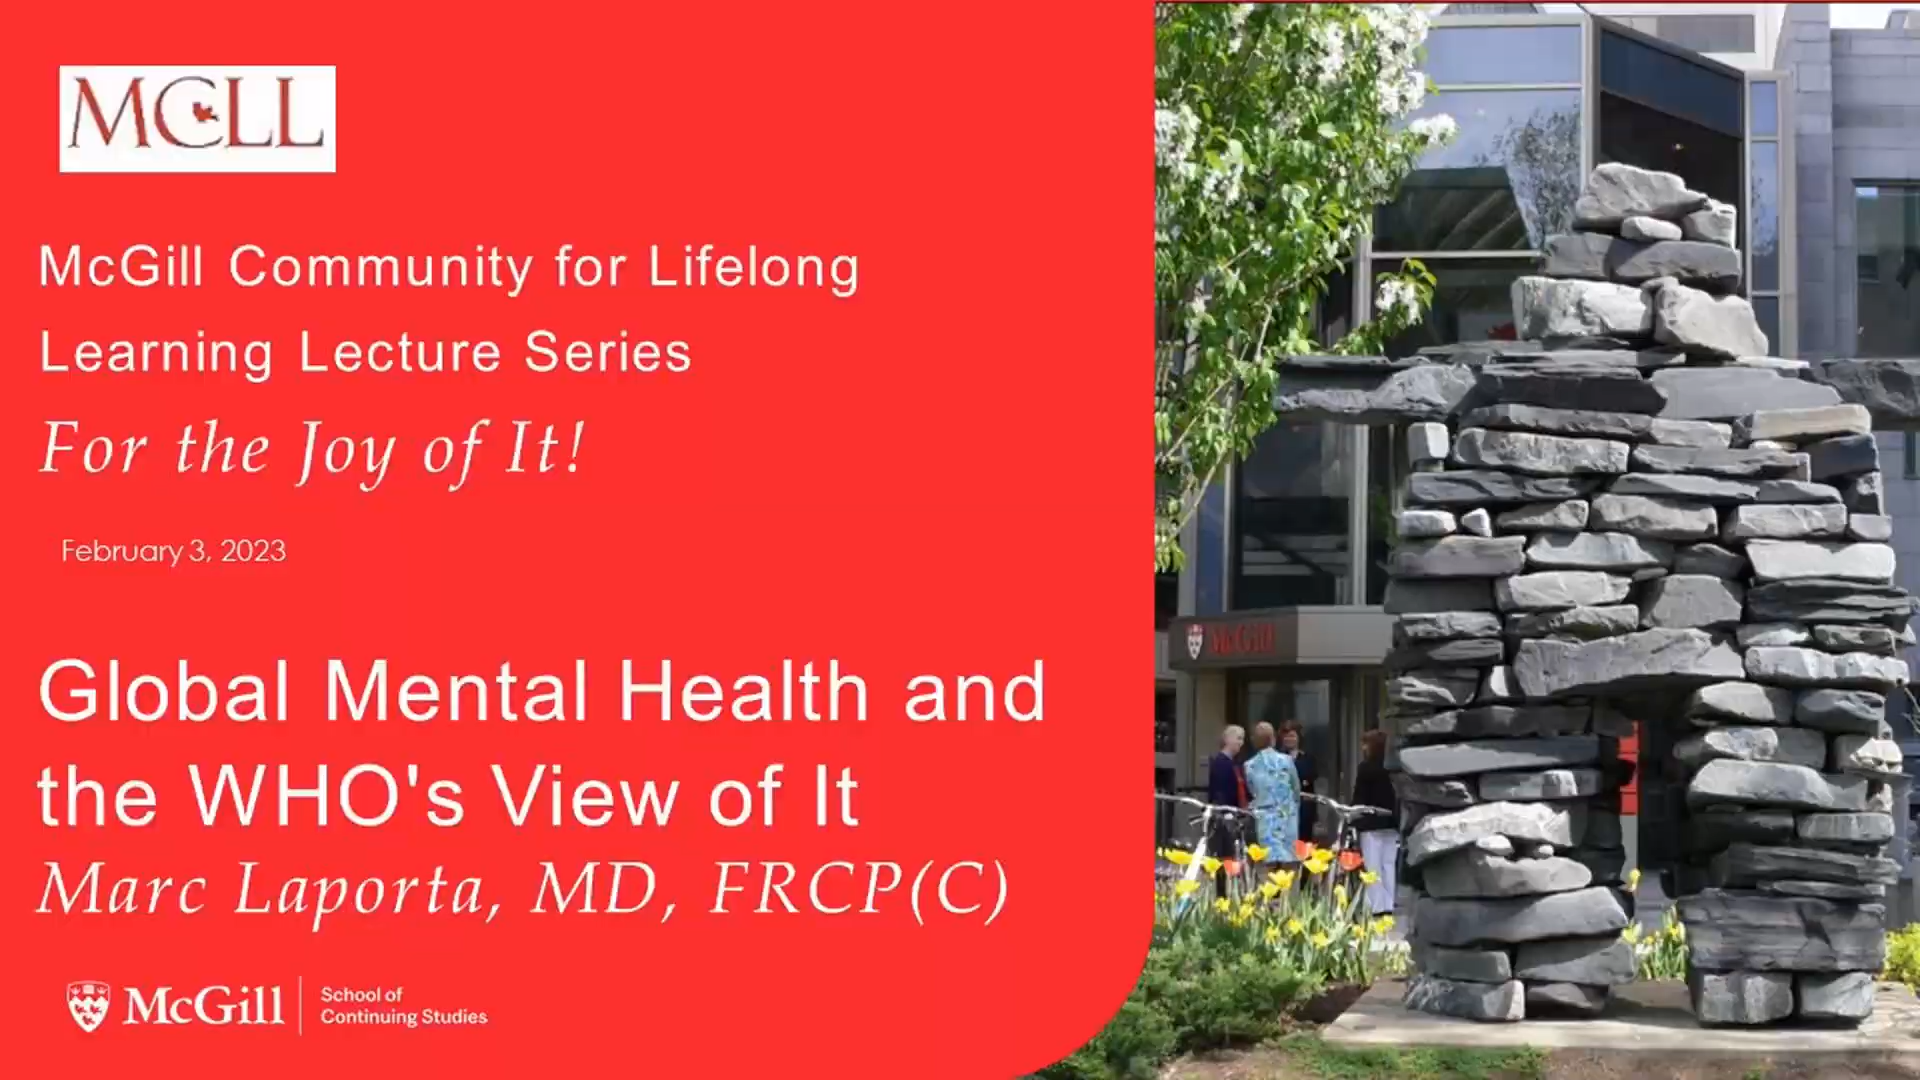 MCLL
McGill Community for Lifelong
Learning Lecture Series
For the Joy of It!
February 3, 2023
Global Mental Health and
the WHO's View of It
Marc Laporta, MD, FRCP(C)
McGill
School of
Continuing Studies
McGill